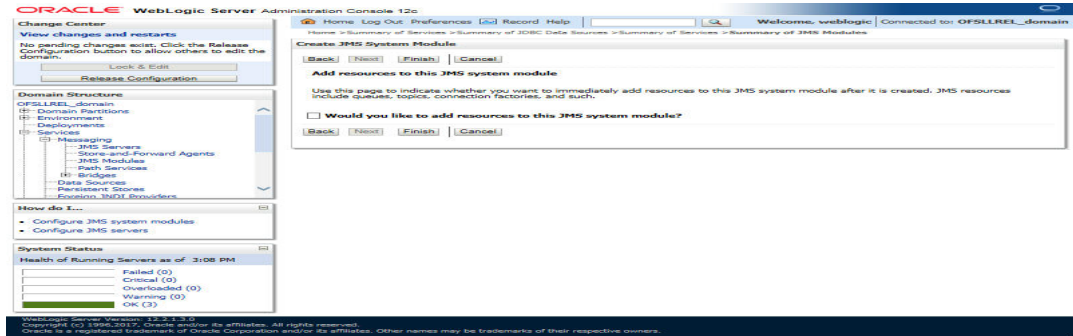 ORACLE WebLogic Server Administration Console 12c
Change Center
View changes and restarts
No pending changes exist. Click the Release
Configuration button to allow others to edit the
domain.
Lock & Edit
Release Configuration
Domain Structure
OFSLLREL_domain
Domain Partitions
Environment
Deployments
Services
Messaging
JMS Servers
Store-and-Forward Agents
JMS Modules
Path Services
Bridges
Data Sources
Persistent Stores
Foreign JNDI Providers
How do I...
Configure JMS system modules
Configure JMS servers
System Status
Health of Running Servers as of 3:08 PM
Failed (0)
Critical (0)
Overloaded (0)
Warning (0)
OK (3)
Home Log Out Preferences Record Help
Welcome, weblogic Connected to: OFSLLREL_domain
Home >Summary of Services >Summary of JDBC Data Sources >Summary of Services >Summary of JMS Modules
Create JMS System Module
Back Next Finish Cancel
Add resources to this JMS system module
Use this page to indicate whether you want to immediately add resources to this JMS system module after it is created. JMS resources
include queues, topics, connection factories, and such.
Would you like to add resources to this JMS system module?
Back Next Finish Cancel
WebLogic Server Version: 12.2.1.3.0
Copyright (c) 1996,2017, Oracle and/or its affiliates. All rights reserved.
Oracle is a registered trademark of Oracle Corporation and/or its affiliates. Other names may be trademarks of their respective owners.